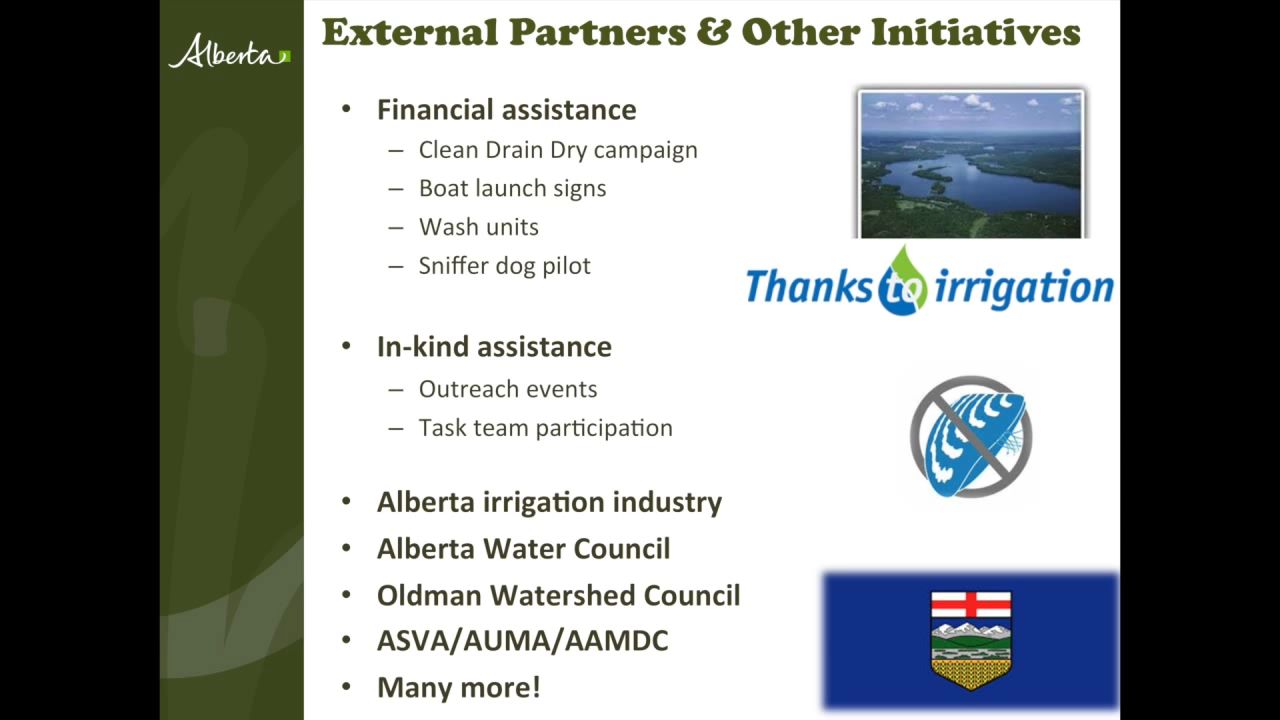 Alberta
External Partners & Other Initiatives
• Financial assistance
– Clean Drain Dry campaign
– Boat launch signs
– Wash units
– Sniffer dog pilot
Thanks to irrigation
• In-kind assistance
– Outreach events
– Task team participation
• Alberta irrigation industry
• Alberta Water Council
• Oldman Watershed Council
• ASVA/AUMA/AAMDC
• Many more!